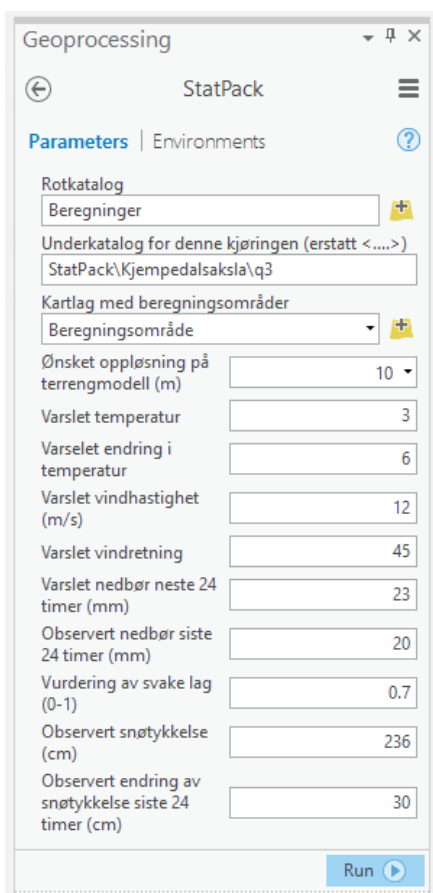 Geoprocessing
StatPack
Parameters | Environments
Rotkatalog
Beregninger
Underkatalog for denne kjøringen (erstatt <....>)
StatPack\Kjempedalsaksla\q3
Kartlag med beregningsområder
Beregningsområde
Ønsket oppløsning på
terrengmodell (m)
10
Varslet temperatur
3
Varselet endring i
temperatur
6
Varslet vindhastighet
(m/s)
12
Varslet vindretning
45
Varslet nedbør neste 24
timer (mm)
23
Observert nedbør siste
24 timer (mm)
20
Vurdering av svake lag
(0-1)
0.7
Observert snøtykkelse
(cm)
236
Observert endring av
snøtykkelse siste 24
timer (cm)
30
Run